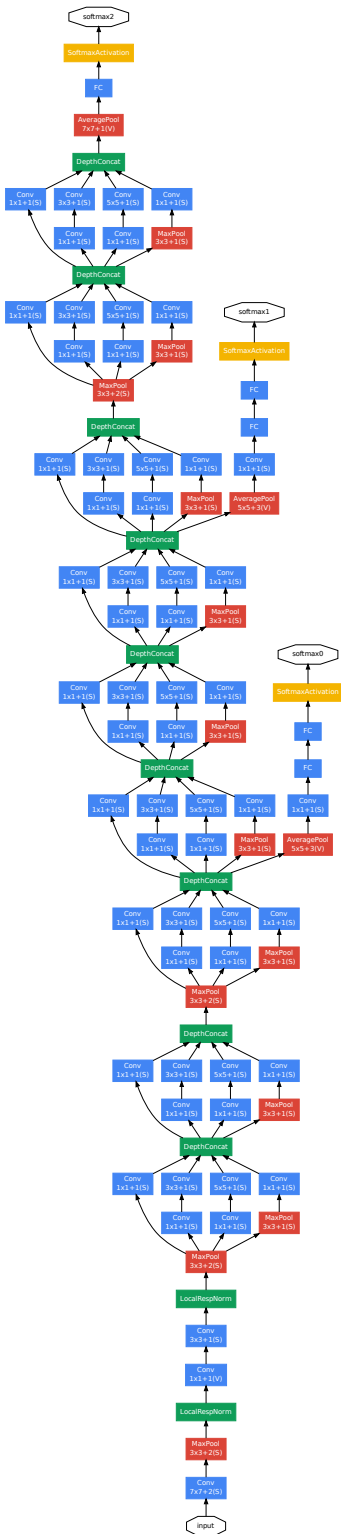 softmax2
SoftmaxActivation
FC
AveragePool
7x7+1(V)
DepthConcat
Conv Conv Conv Conv
1x1+1(S) 3x3+1(S) 5x5+1(S) 1x1+1(S)
Conv Conv MaxPool
1x1+1(S) 1x1+1(S) 3x3+1(S)
DepthConcat
Conv Conv Conv Conv
1x1+1(S) 3x3+1(S) 5x5+1(S) 1x1+1(S)
softmax1
Conv Conv MaxPool
1x1+1(S) 1x1+1(S) 3x3+1(S)
SoftmaxActivation
MaxPool
3x3+2(S)
FC
DepthConcat
FC
Conv Conv Conv Conv Conv
1x1+1(S) 3x3+1(S) 5x5+1(S) 1x1+1(S) 1x1+1(S)
Conv Conv MaxPool AveragePool
1x1+1(S) 1x1+1(S) 3x3+1(S) 5x5+3(V)
DepthConcat
Conv Conv Conv Conv
1x1+1(S) 3x3+1(S) 5x5+1(S) 1x1+1(S)
Conv Conv MaxPool
1x1+1(S) 1x1+1(S) 3x3+1(S)
DepthConcat
softmax0
Conv Conv Conv Conv
1x1+1(S) 3x3+1(S) 5x5+1(S) 1x1+1(S)
SoftmaxActivation
Conv Conv MaxPool
1x1+1(S) 1x1+1(S) 3x3+1(S)
FC
DepthConcat
FC
Conv Conv Conv Conv Conv
1x1+1(S) 3x3+1(S) 5x5+1(S) 1x1+1(S) 1x1+1(S)
Conv Conv MaxPool AveragePool
1x1+1(S) 1x1+1(S) 3x3+1(S) 5x5+3(V)
DepthConcat
Conv Conv Conv Conv
1x1+1(S) 3x3+1(S) 5x5+1(S) 1x1+1(S)
Conv Conv MaxPool
1x1+1(S) 1x1+1(S) 3x3+1(S)
MaxPool
3x3+2(S)
DepthConcat
Conv Conv Conv Conv
1x1+1(S) 3x3+1(S) 5x5+1(S) 1x1+1(S)
Conv Conv MaxPool
1x1+1(S) 1x1+1(S) 3x3+1(S)
DepthConcat
Conv Conv Conv Conv
1x1+1(S) 3x3+1(S) 5x5+1(S) 1x1+1(S)
Conv Conv MaxPool
1x1+1(S) 1x1+1(S) 3x3+1(S)
MaxPool
3x3+2(S)
LocalRespNorm
Conv
3x3+1(S)
Conv
1x1+1(V)
LocalRespNorm
MaxPool
3x3+2(S)
Conv
7x7+2(S)
input